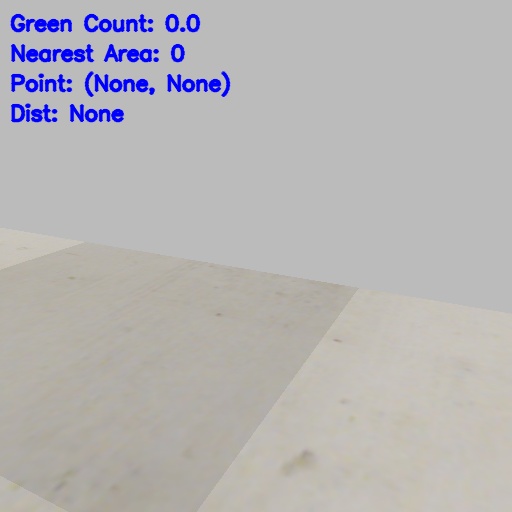 Green Count: 0.0
Nearest Area: 0
Point: (None, None)
Dist: None